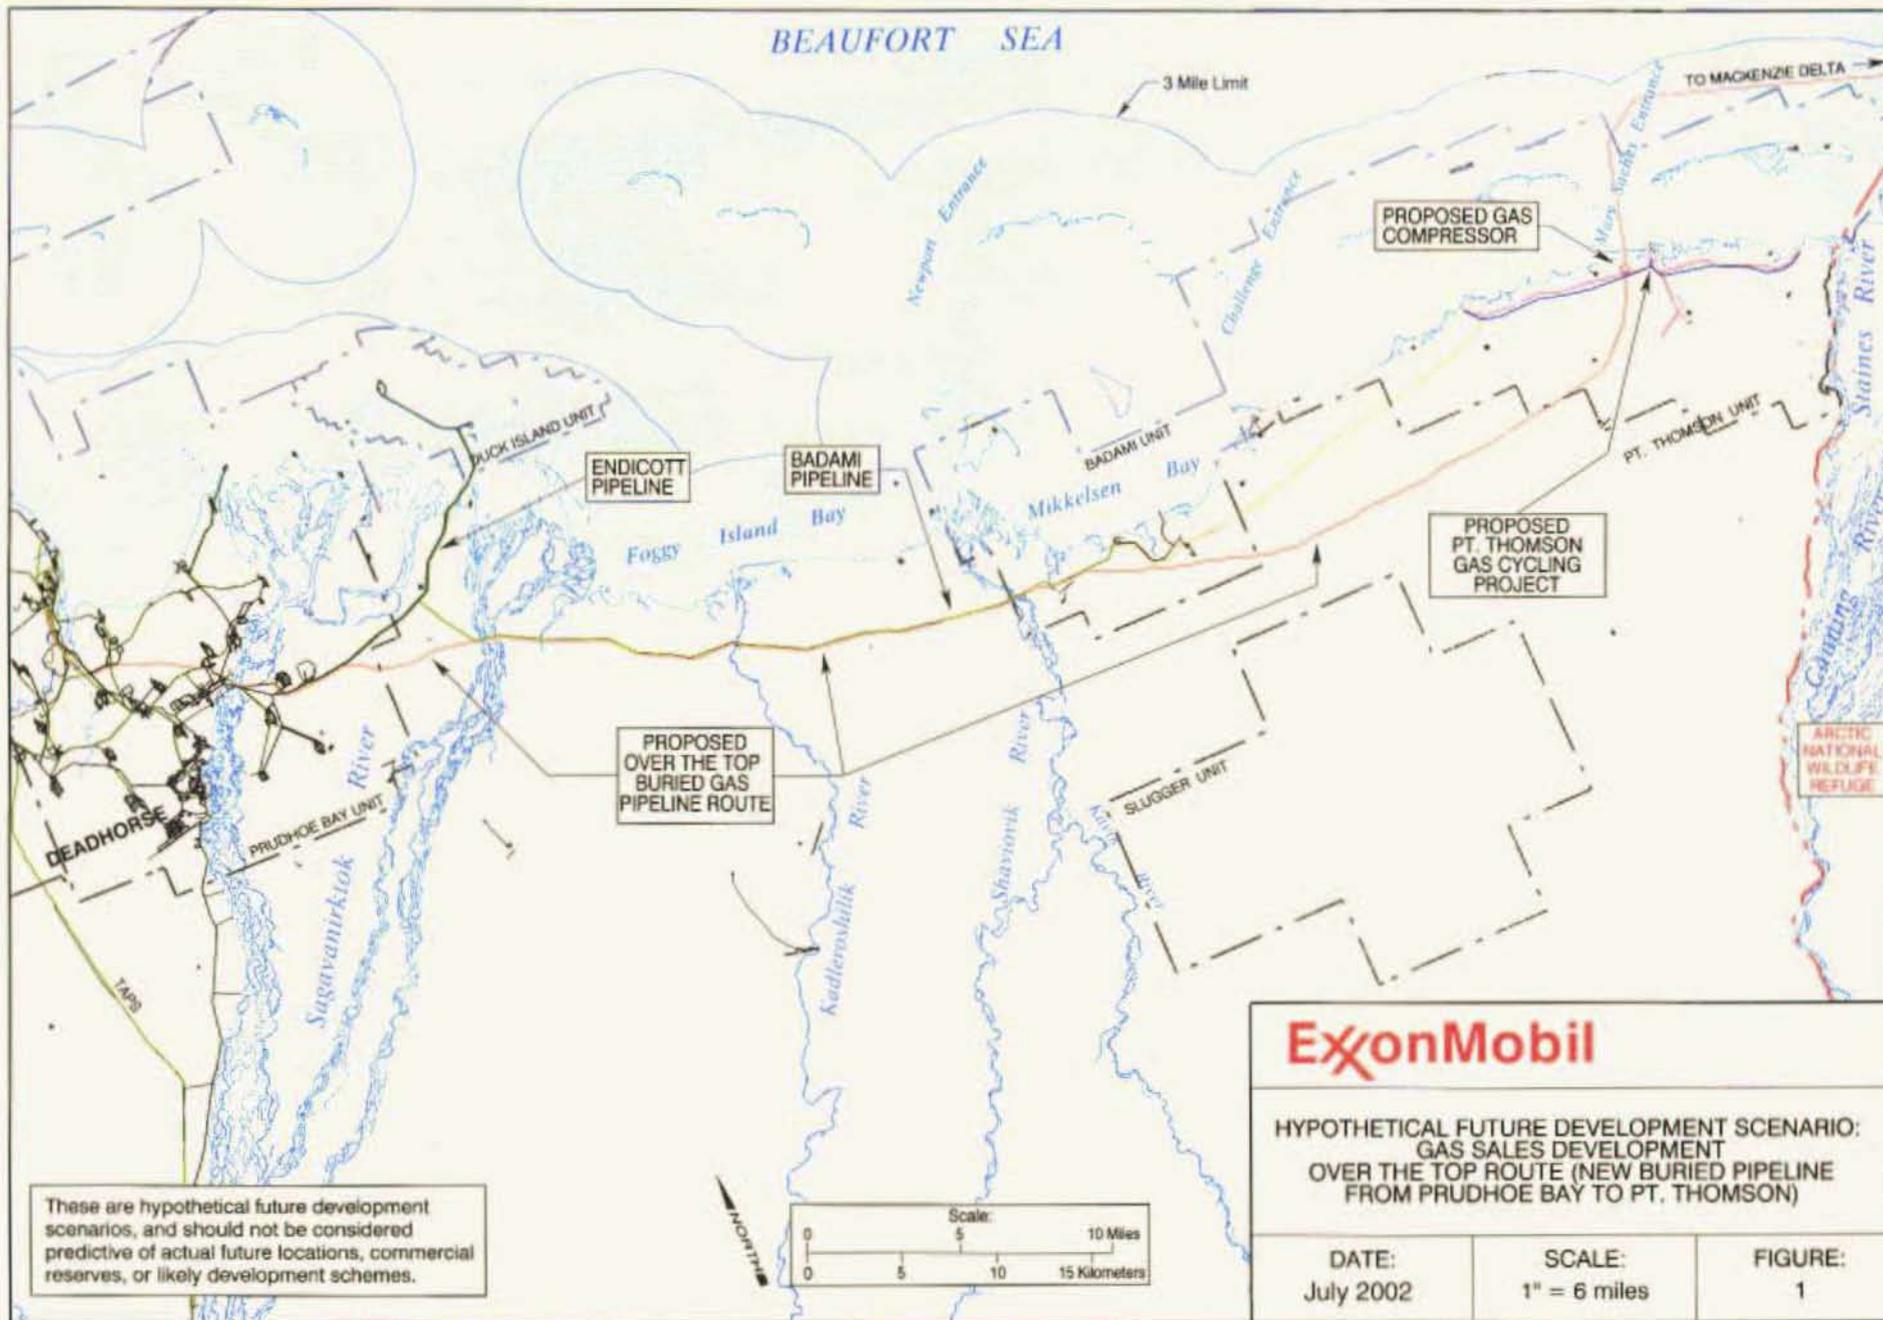 BEAUFORT SEA
3 Mile Limit
TO MACKENZIE DELTA
Mary Sachs Entrance
Newport Entrance
Challenge Entrance
PROPOSED GAS
COMPRESSOR
Staines River
DUCK ISLAND UNIT
ENDICOTT
PIPELINE
BADAMI
PIPELINE
BADAMI UNIT
PT. THOMSON UNIT
Foggy Island Bay
Mikkelsen Bay
PROPOSED
PT. THOMSON
GAS CYCLING
PROJECT
Canning River
ARCTIC
NATIONAL
WILDLIFE
REFUGE
PROPOSED
OVER THE TOP
BURIED GAS
PIPELINE ROUTE
SLUGGER UNIT
DEADHORSE
PRUDHOE BAY UNIT
Sagavanirktok River
Kadleroshilik River
Shaviovik River
Kavik River
TAPS
ExxonMobil
HYPOTHETICAL FUTURE DEVELOPMENT SCENARIO:
GAS SALES DEVELOPMENT
OVER THE TOP ROUTE (NEW BURIED PIPELINE
FROM PRUDHOE BAY TO PT. THOMSON)
DATE:
July 2002
SCALE:
1" = 6 miles
FIGURE:
1
These are hypothetical future development
scenarios, and should not be considered
predictive of actual future locations, commercial
reserves, or likely development schemes.
NORTH
Scale:
0 5 10 Miles
0 5 10 15 Kilometers